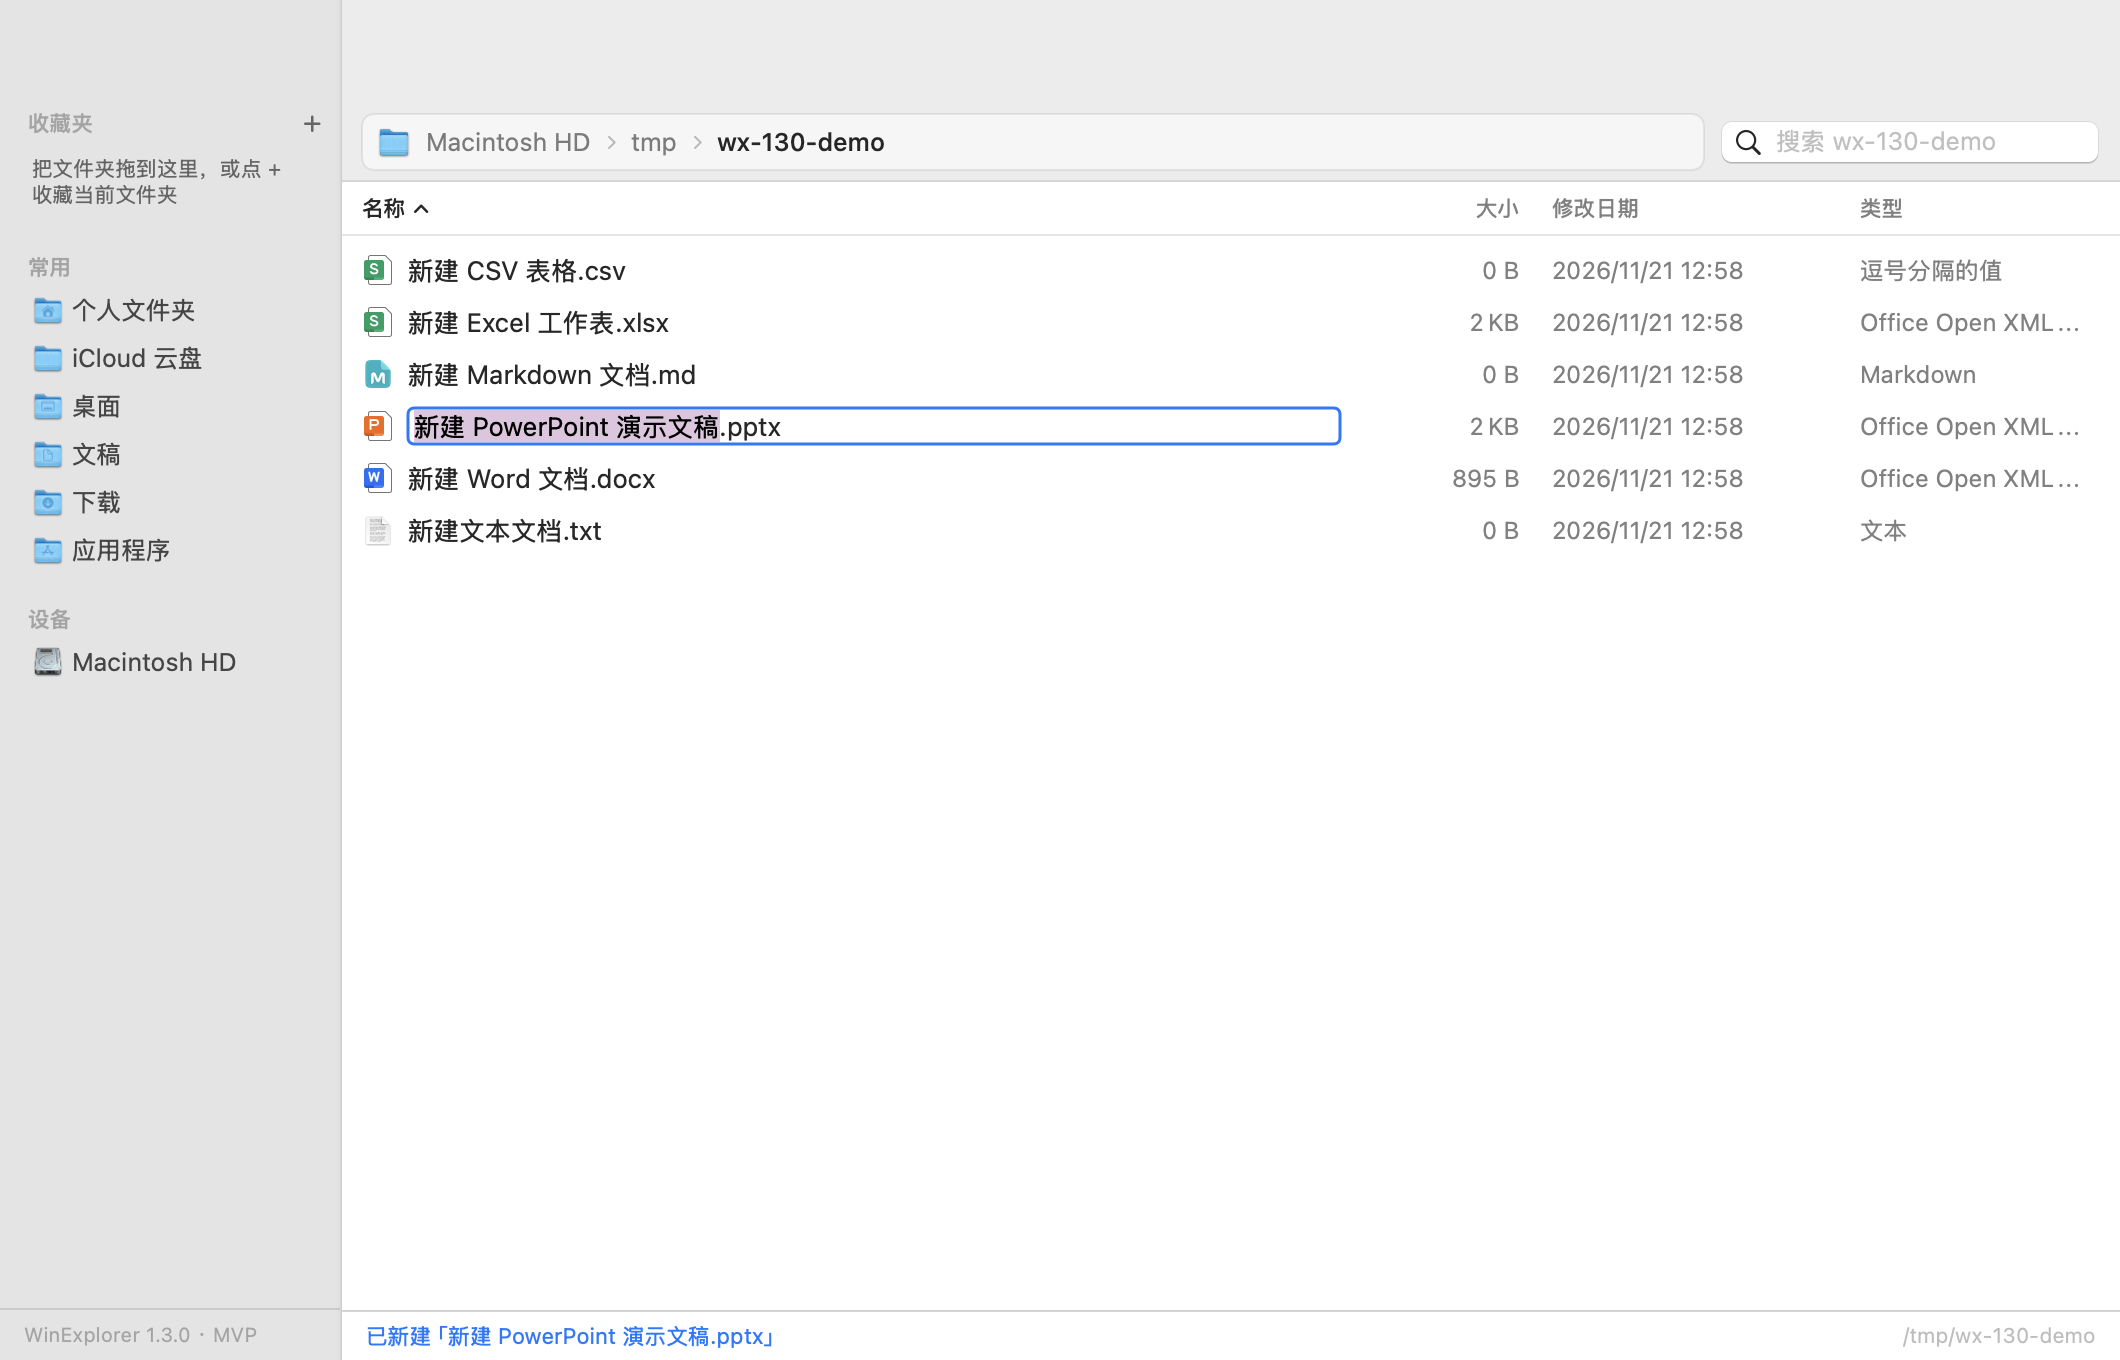 收藏夹 +
把文件夹拖到这里，或点 +
收藏当前文件夹
常用
个人文件夹
iCloud 云盘
桌面
文稿
下载
应用程序
设备
Macintosh HD
WinExplorer 1.3.0 · MVP
Macintosh HD › tmp › wx-130-demo
搜索 wx-130-demo
名称 大小 修改日期 类型
S 新建 CSV 表格.csv 0 B 2026/11/21 12:58 逗号分隔的值
S 新建 Excel 工作表.xlsx 2 KB 2026/11/21 12:58 Office Open XML…
M 新建 Markdown 文档.md 0 B 2026/11/21 12:58 Markdown
P 新建 PowerPoint 演示文稿.pptx 2 KB 2026/11/21 12:58 Office Open XML…
W 新建 Word 文档.docx 895 B 2026/11/21 12:58 Office Open XML…
新建文本文档.txt 0 B 2026/11/21 12:58 文本
已新建「新建 PowerPoint 演示文稿.pptx」
/tmp/wx-130-demo